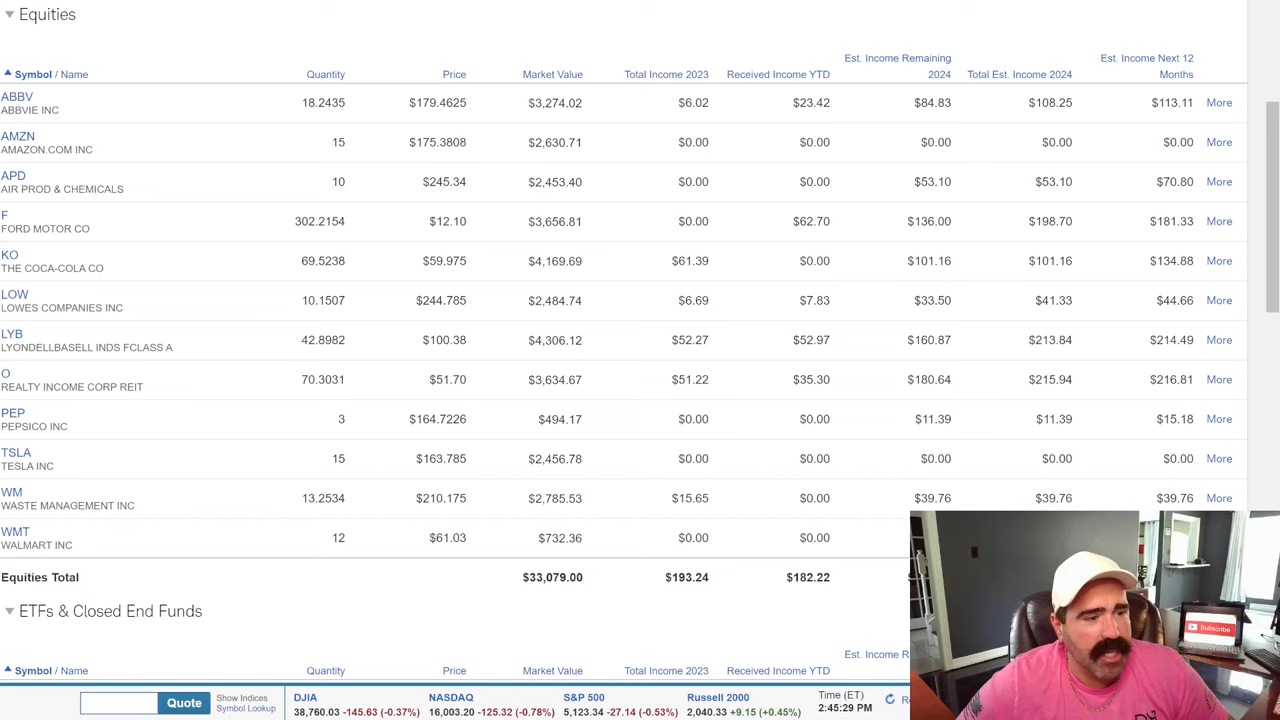 Equities
Est. Income Remaining Est. Income Next 12
Symbol / Name Quantity Price Market Value Total Income 2023 Received Income YTD 2024 Total Est. Income 2024 Months
ABBV
ABBVIE INC 18.2435 $179.4625 $3,274.02 $6.02 $23.42 $84.83 $108.25 $113.11 More
AMZN
AMAZON.COM INC 15 $175.3808 $2,630.71 $0.00 $0.00 $0.00 $0.00 $0.00 More
APD
AIR PROD & CHEMICALS 10 $245.34 $2,453.40 $0.00 $0.00 $53.10 $53.10 $70.80 More
F
FORD MOTOR CO 302.2154 $12.10 $3,656.81 $0.00 $62.70 $136.00 $198.70 $181.33 More
KO
THE COCA-COLA CO 69.5238 $59.975 $4,169.69 $61.39 $0.00 $101.16 $101.16 $134.88 More
LOW
LOWES COMPANIES INC 10.1507 $244.785 $2,484.74 $6.69 $7.83 $33.50 $41.33 $44.66 More
LYB
LYONDELLBASELL INDS FCLASS A 42.8982 $100.38 $4,306.12 $52.27 $52.97 $160.87 $213.84 $214.49 More
O
REALTY INCOME CORP REIT 70.3031 $51.70 $3,634.67 $51.22 $35.30 $180.64 $215.94 $216.81 More
PEP
PEPSICO INC 3 $164.7226 $494.17 $0.00 $0.00 $11.39 $11.39 $15.18 More
TSLA
TESLA INC 15 $163.785 $2,456.78 $0.00 $0.00 $0.00 $0.00 $0.00 More
WM
WASTE MANAGEMENT INC 13.2534 $210.175 $2,785.53 $15.65 $0.00 $39.76 $39.76 $39.76 More
WMT
WALMART INC 12 $61.03 $732.36 $0.00 $0.00
Equities Total $33,079.00 $193.24 $182.22
ETFs & Closed End Funds
Est. Income
Symbol / Name Quantity Price Market Value Total Income 2023 Received Income YTD
Quote Show Indices DJIA NASDAQ S&P 500 Russell 2000 Time (ET)
Symbol Lookup 38,760.03 -145.63 (-0.37%) 16,003.20 -125.32 (-0.78%) 5,123.34 -27.14 (-0.53%) 2,040.33 +9.15 (+0.45%) 2:45:29 PM
Subscribe